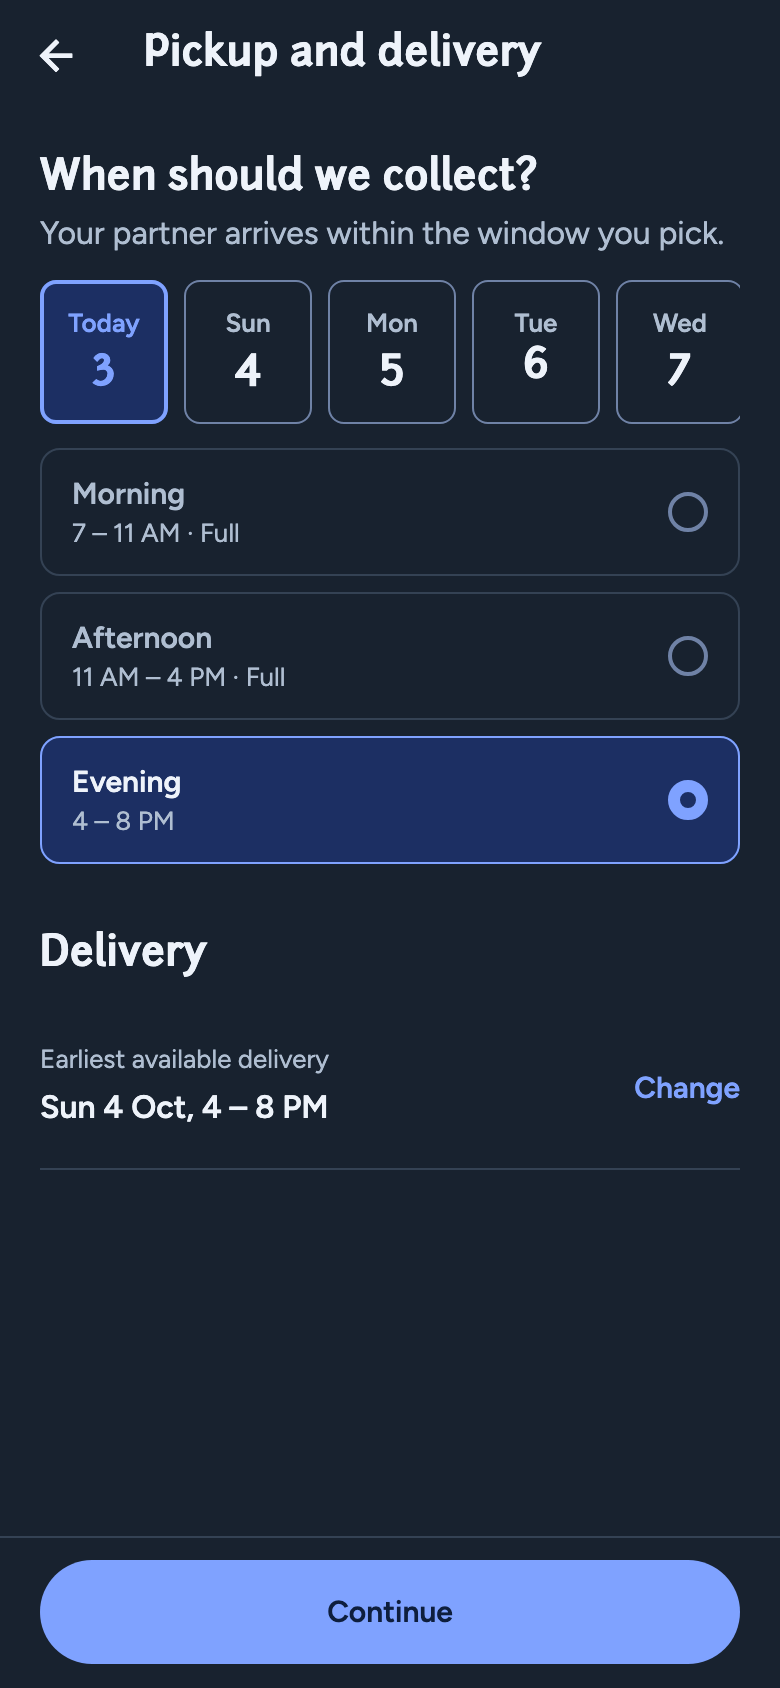 Pickup and delivery
When should we collect?
Your partner arrives within the window you pick.
Today Sun Mon Tue Wed
3 4 5 6 7
Morning
7 – 11 AM · Full
Afternoon
11 AM – 4 PM · Full
Evening
4 – 8 PM
Delivery
Earliest available delivery
Sun 4 Oct, 4 – 8 PM
Change
Continue